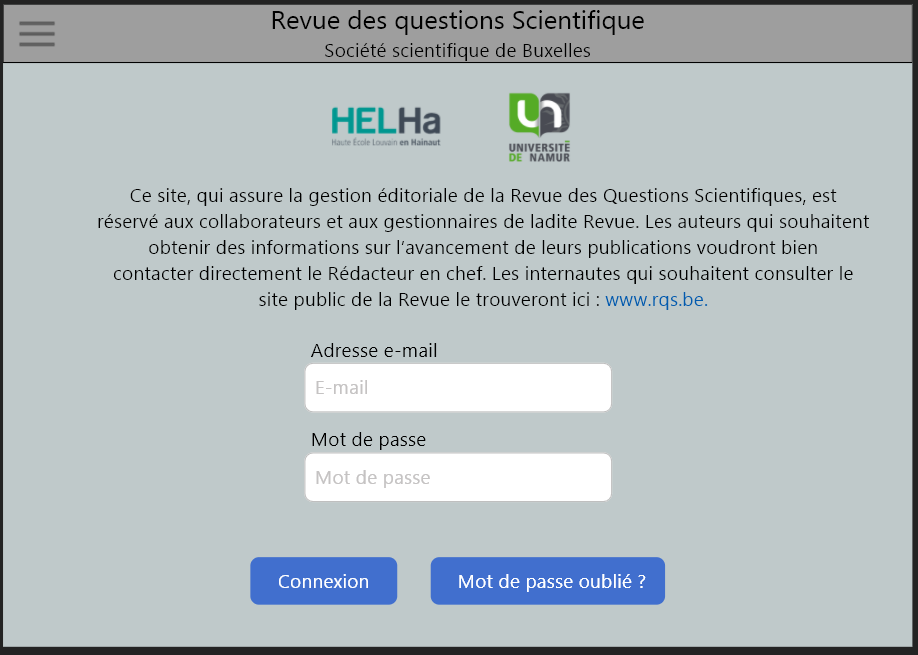 Revue des questions Scientifique
Société scientifique de Buxelles
HELHa
Haute École Louvain en Hainaut
un
UNIVERSITÉ
DE NAMUR
Ce site, qui assure la gestion éditoriale de la Revue des Questions Scientifiques, est
réservé aux collaborateurs et aux gestionnaires de ladite Revue. Les auteurs qui souhaitent
obtenir des informations sur l’avancement de leurs publications voudront bien
contacter directement le Rédacteur en chef. Les internautes qui souhaitent consulter le
site public de la Revue le trouveront ici : www.rqs.be.
Adresse e-mail
E-mail
Mot de passe
Mot de passe
Connexion
Mot de passe oublié ?